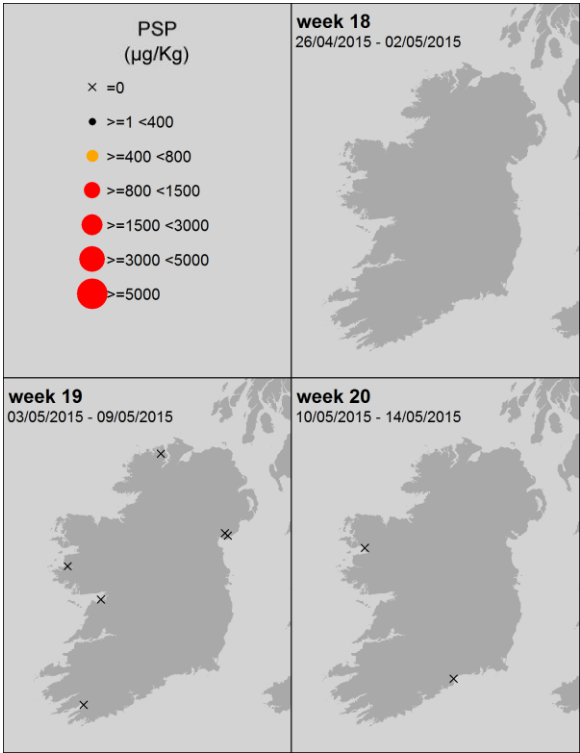 PSP
(µg/Kg)
=0
>=1 <400
>=400 <800
>=800 <1500
>=1500 <3000
>=3000 <5000
>=5000
week 18
26/04/2015 - 02/05/2015
week 19
03/05/2015 - 09/05/2015
week 20
10/05/2015 - 14/05/2015